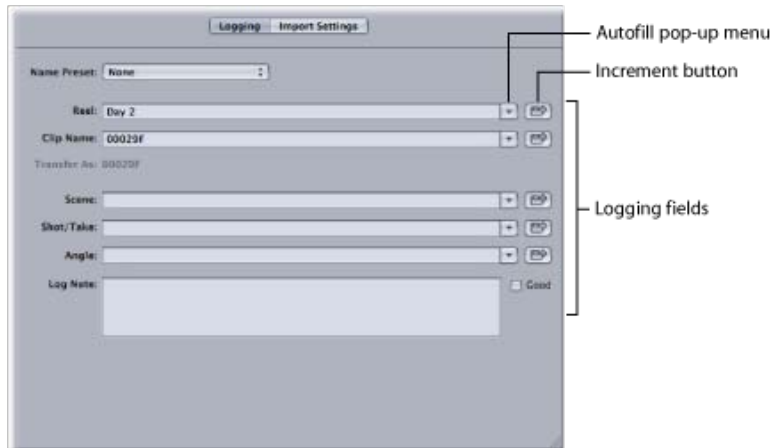 Logging Import Settings
Autofill pop-up menu
Name Preset: None
Increment button
Reel: Day 2
Clip Name: 00029F
Transfer As: 00029F
Scene:
Logging fields
Shot/Take:
Angle:
Log Note:
Good